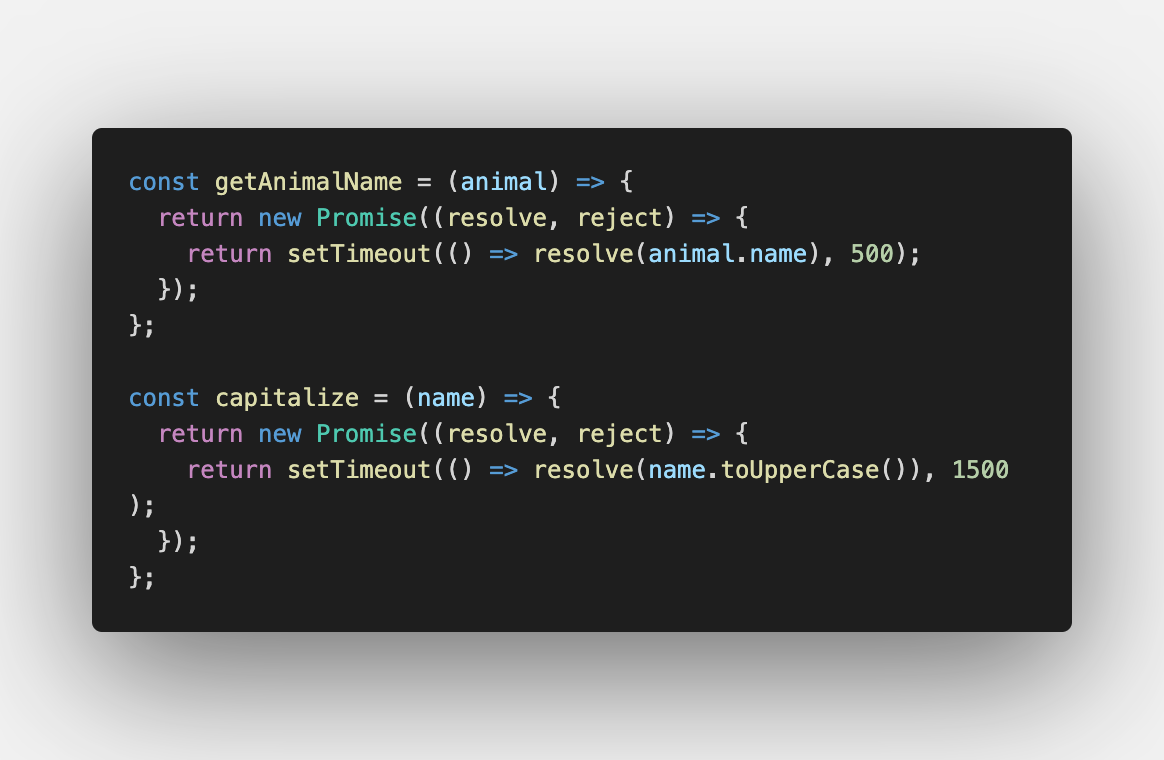 const getAnimalName = (animal) => {
  return new Promise((resolve, reject) => {
    return setTimeout(() => resolve(animal.name), 500);
  });
};

const capitalize = (name) => {
  return new Promise((resolve, reject) => {
    return setTimeout(() => resolve(name.toUpperCase()), 1500
);
  });
};